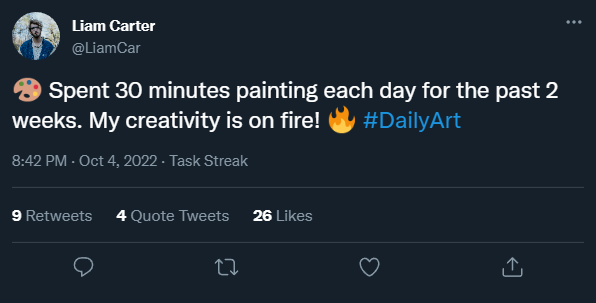 Liam Carter
@LiamCar
🎨 Spent 30 minutes painting each day for the past 2
weeks. My creativity is on fire! 🔥 #DailyArt
8:42 PM · Oct 4, 2022 · Task Streak
9 Retweets 4 Quote Tweets 26 Likes